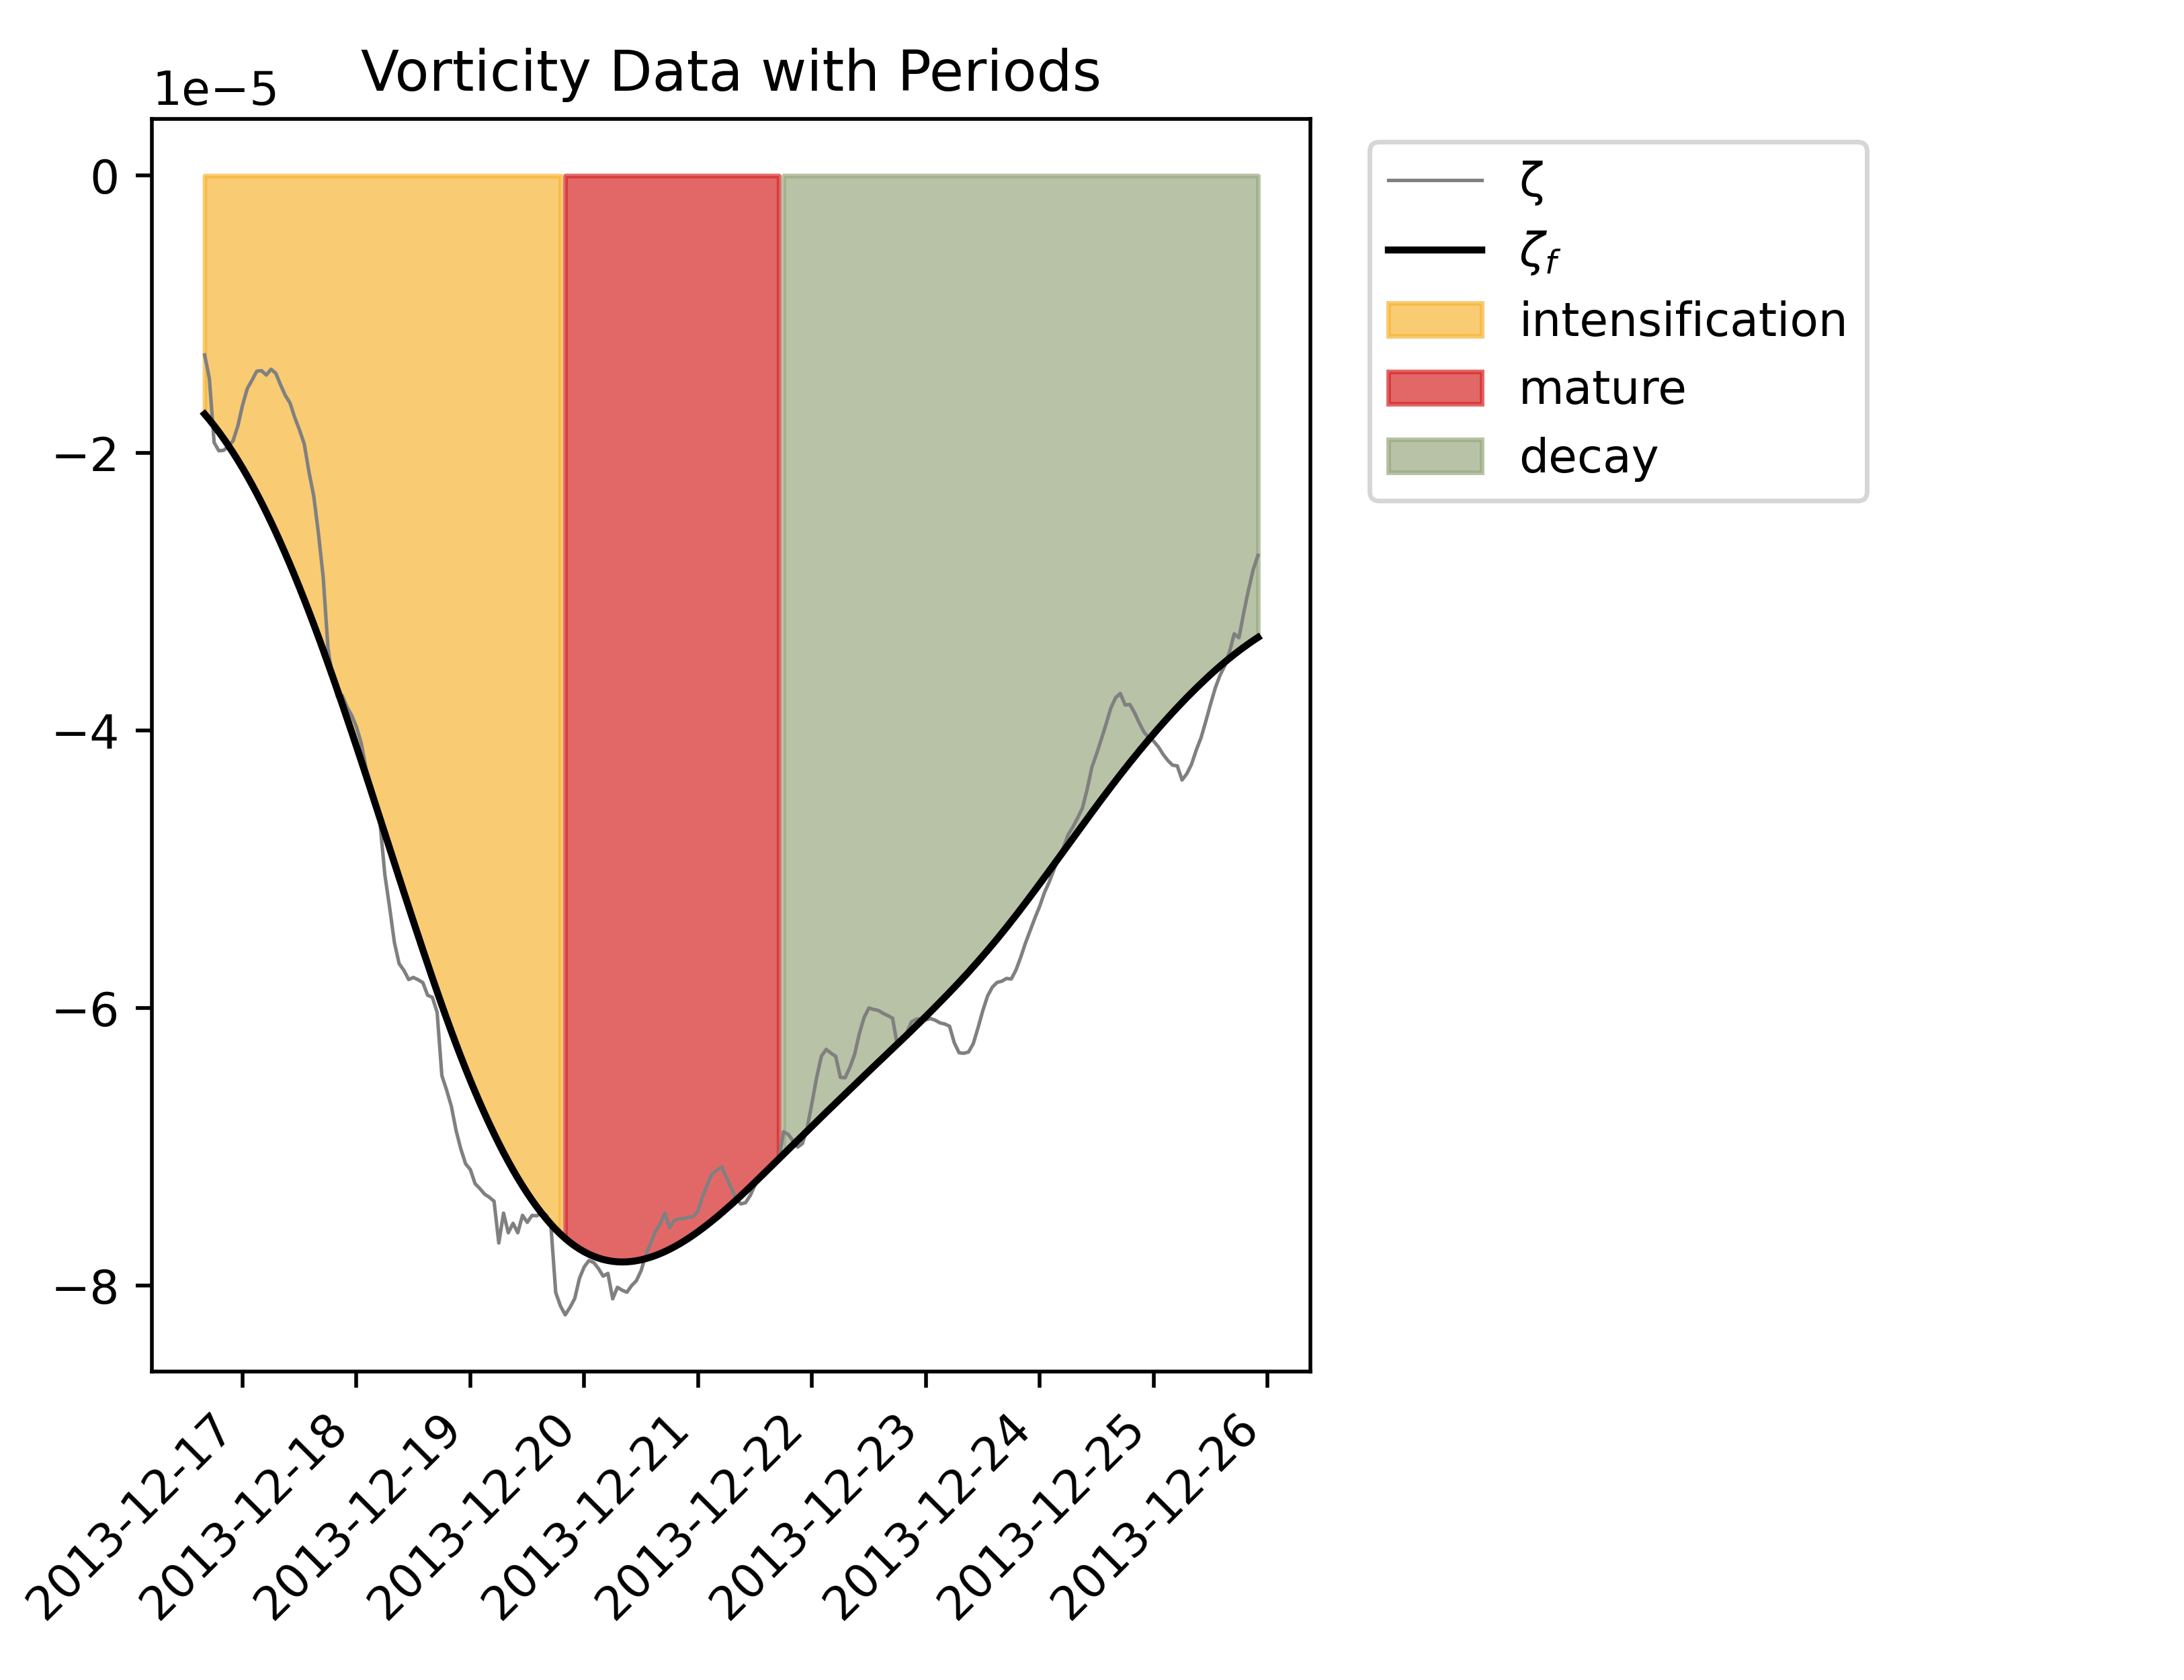 Vorticity Data with Periods
1e−5
0
−2
−4
−6
−8
2013-12-17
2013-12-18
2013-12-19
2013-12-20
2013-12-21
2013-12-22
2013-12-23
2013-12-24
2013-12-25
2013-12-26
ζ
ζf
intensification
mature
decay